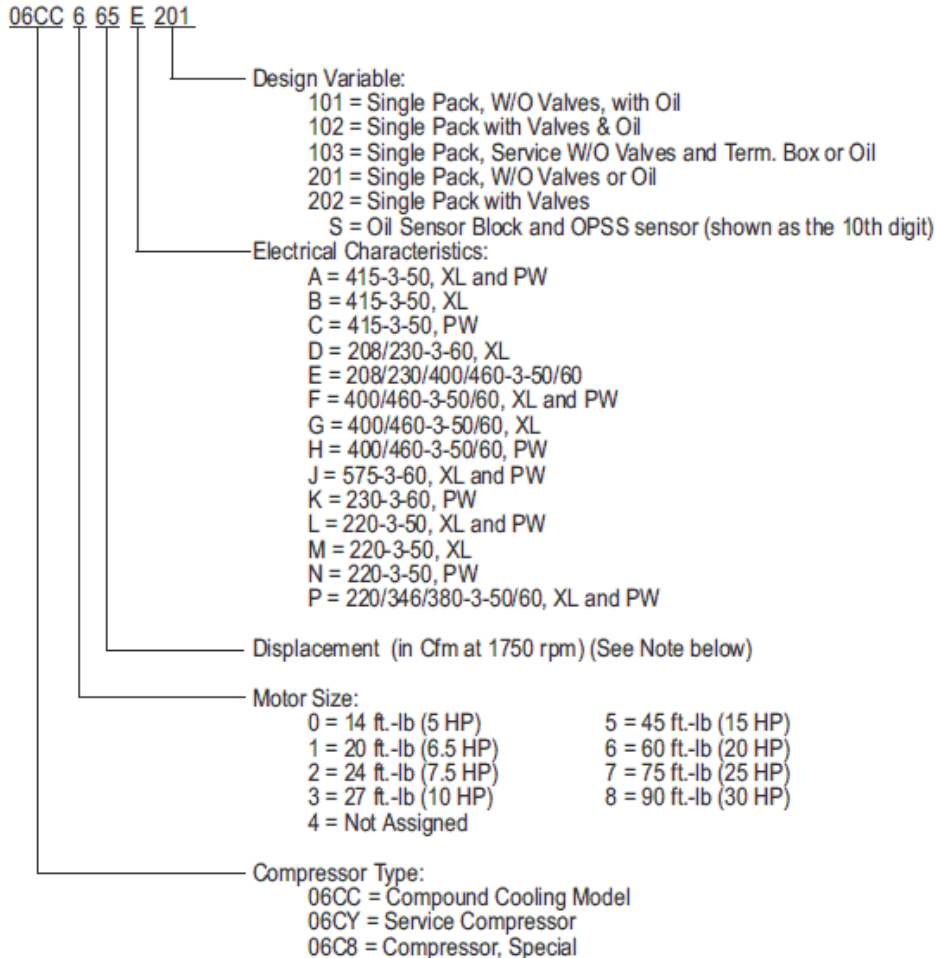 06CC 6 65 E 201
Design Variable:
101 = Single Pack, W/O Valves, with Oil
102 = Single Pack with Valves & Oil
103 = Single Pack, Service W/O Valves and Term. Box or Oil
201 = Single Pack, W/O Valves or Oil
202 = Single Pack with Valves
S = Oil Sensor Block and OPSS sensor (shown as the 10th digit)
Electrical Characteristics:
A = 415-3-50, XL and PW
B = 415-3-50, XL
C = 415-3-50, PW
D = 208/230-3-60, XL
E = 208/230/400/460-3-50/60
F = 400/460-3-50/60, XL and PW
G = 400/460-3-50/60, XL
H = 400/460-3-50/60, PW
J = 575-3-60, XL and PW
K = 230-3-60, PW
L = 220-3-50, XL and PW
M = 220-3-50, XL
N = 220-3-50, PW
P = 220/346/380-3-50/60, XL and PW
Displacement (in Cfm at 1750 rpm) (See Note below)
Motor Size:
0 = 14 ft.-lb (5 HP) 5 = 45 ft.-lb (15 HP)
1 = 20 ft.-lb (6.5 HP) 6 = 60 ft.-lb (20 HP)
2 = 24 ft.-lb (7.5 HP) 7 = 75 ft.-lb (25 HP)
3 = 27 ft.-lb (10 HP) 8 = 90 ft.-lb (30 HP)
4 = Not Assigned
Compressor Type:
06CC = Compound Cooling Model
06CY = Service Compressor
06C8 = Compressor, Special